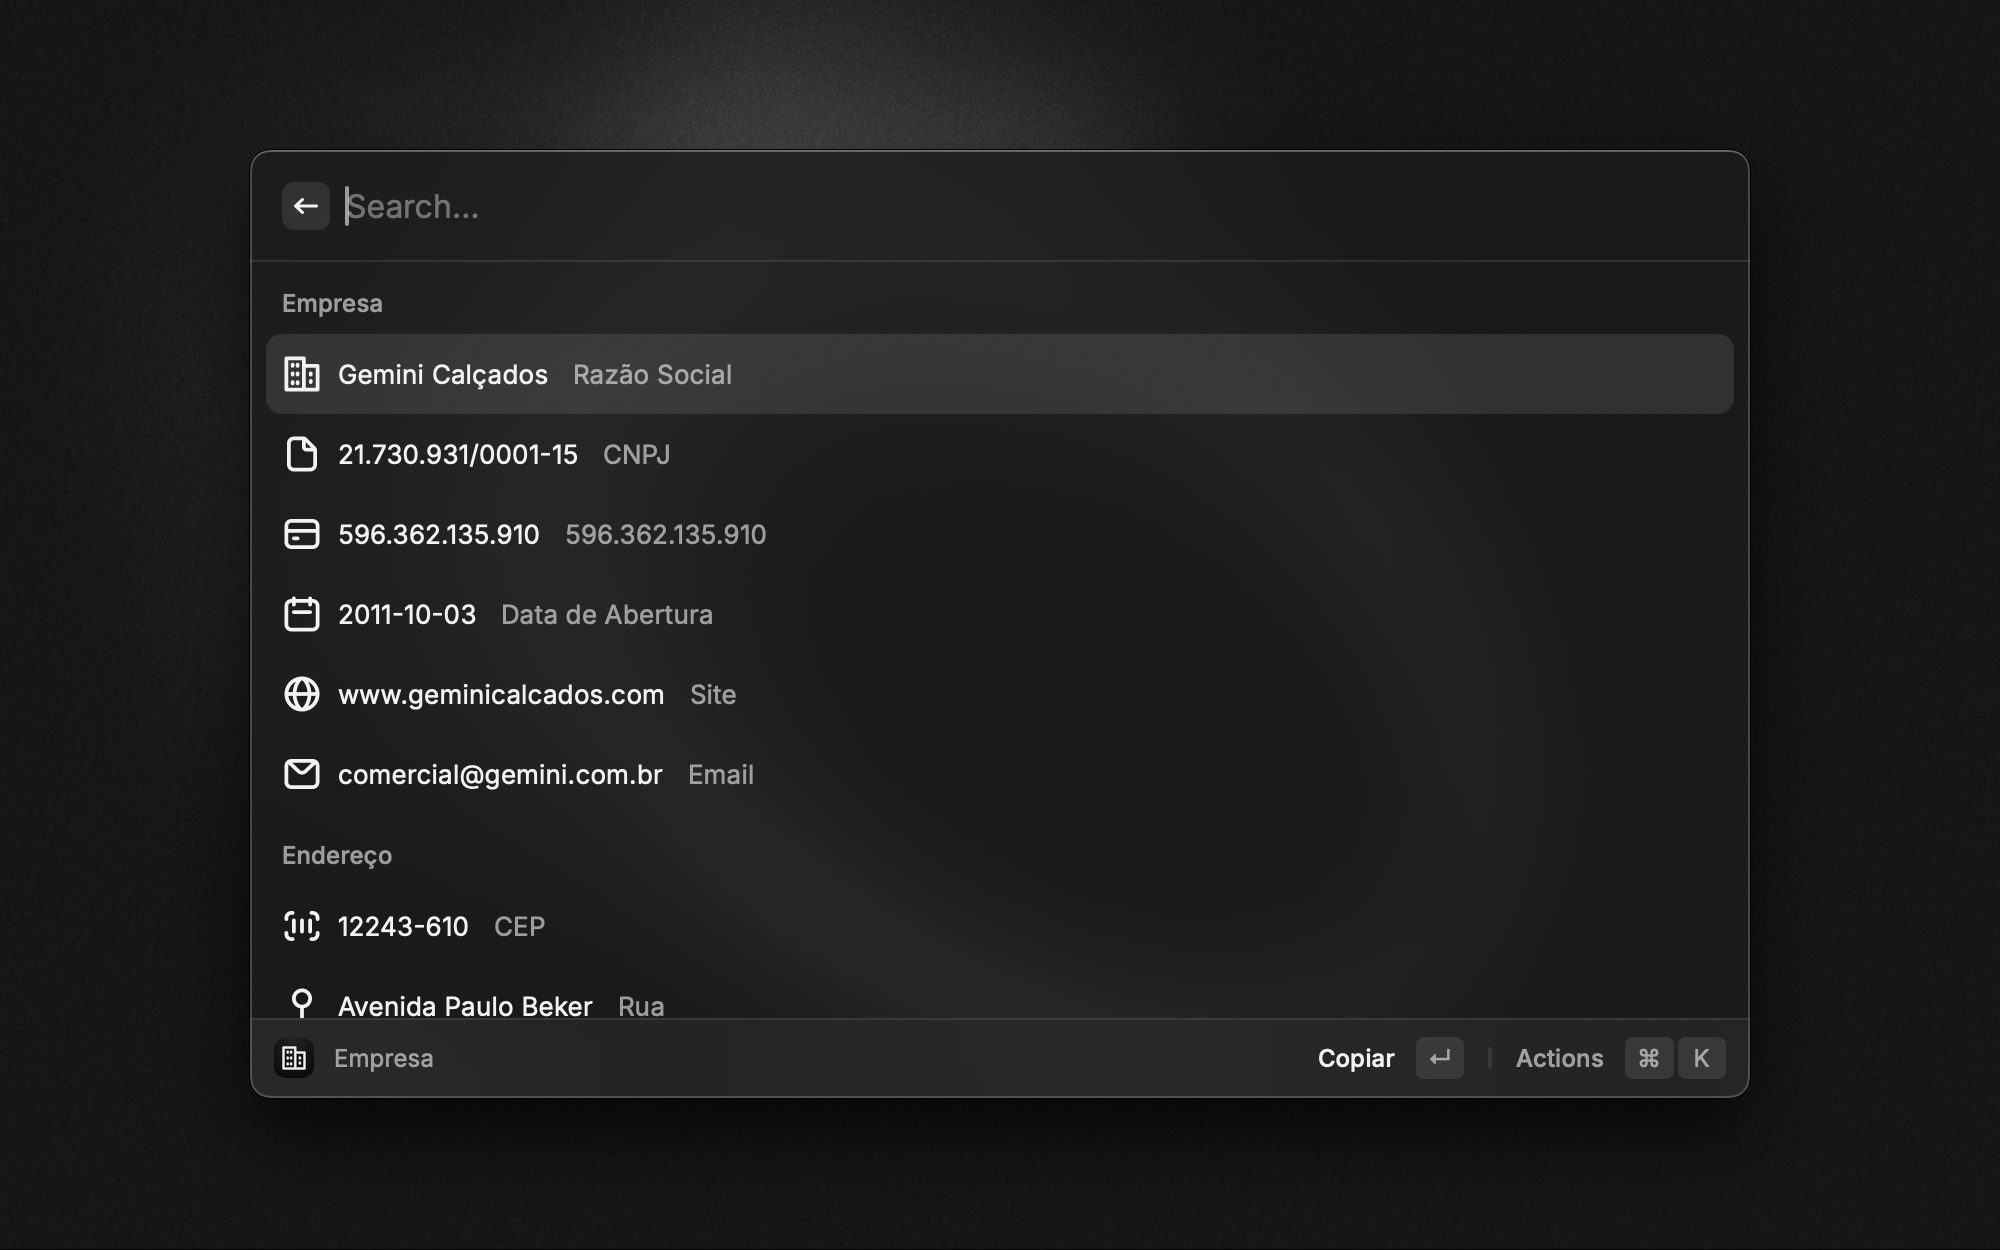 Search...
Empresa
Gemini Calçados Razão Social
21.730.931/0001-15 CNPJ
596.362.135.910 596.362.135.910
2011-10-03 Data de Abertura
www.geminicalcados.com Site
comercial@gemini.com.br Email
Endereço
12243-610 CEP
Avenida Paulo Beker Rua
Empresa Copiar ↵ Actions ⌘ K